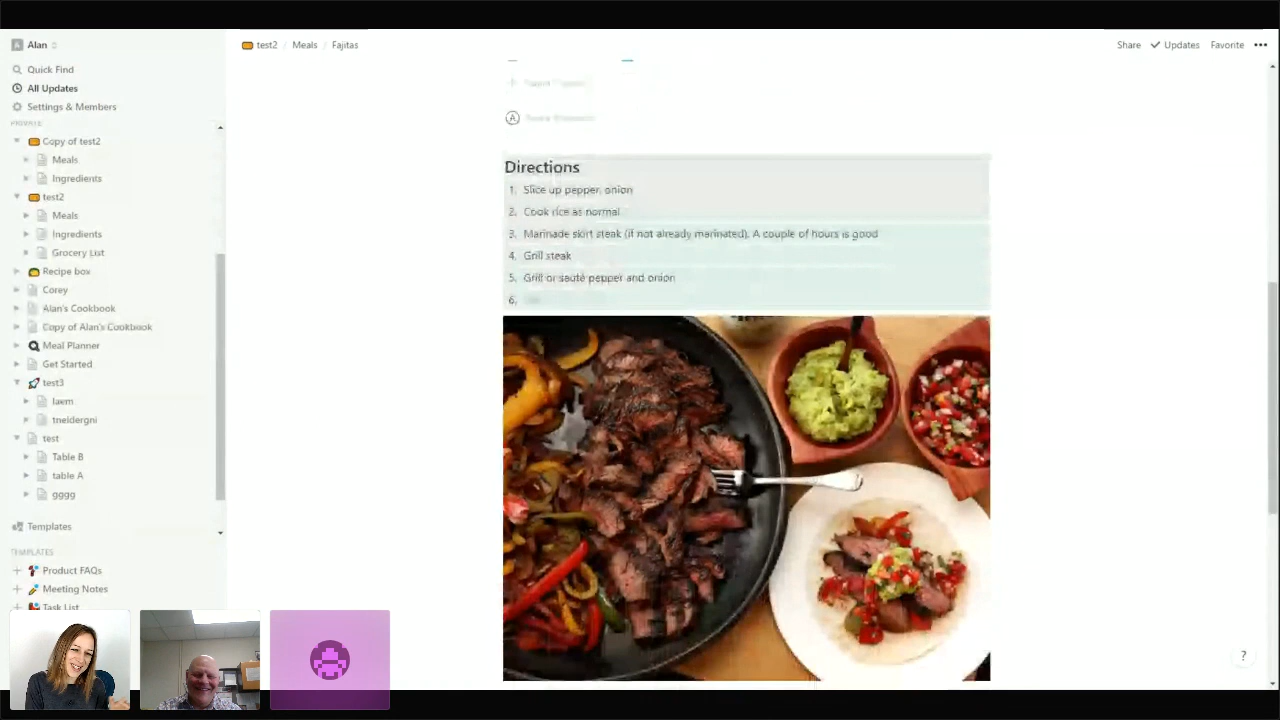 Alan
Quick Find
All Updates
Settings & Members
PRIVATE
Copy of test2
Meals
Ingredients
test2
Meals
Ingredients
Grocery List
Recipe box
Corey
Alan's Cookbook
Copy of Alan's Cookbook
Meal Planner
Get Started
test3
laem
tneidergni
test
Table B
table A
gggg
Templates
TEMPLATES
Product FAQs
Meeting Notes
Task List
test2 / Meals / Fajitas
Share Updates Favorite
A
Directions
1. Slice up pepper, onion
2. Cook rice as normal
3. Marinade skirt steak (if not already marinated). A couple of hours is good
4. Grill steak
5. Grill or sauté pepper and onion
6.
?